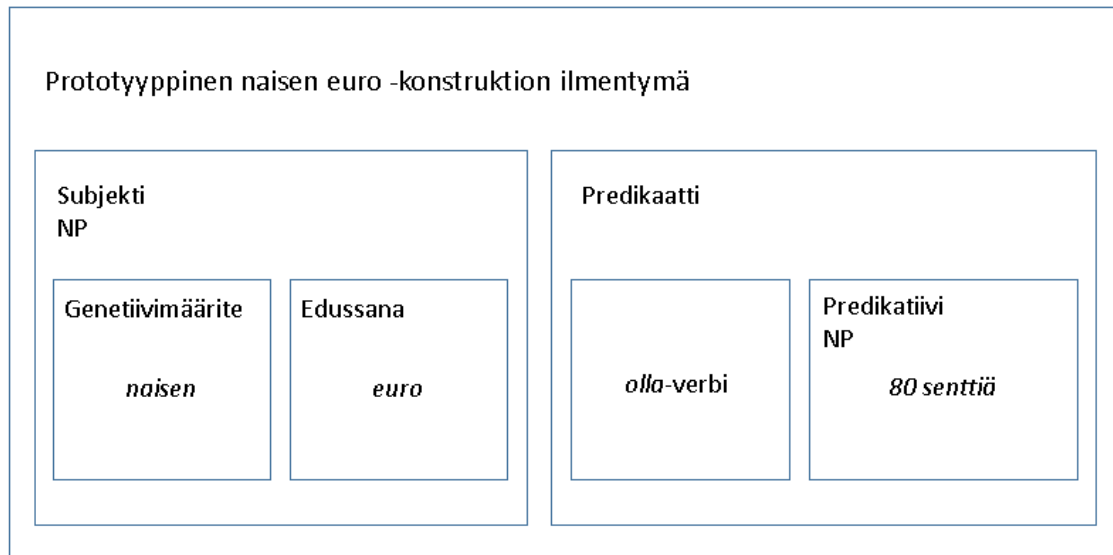 Prototyyppinen naisen euro -konstruktion ilmentymä
Subjekti
NP
Genetiivimäärite
naisen
Edussana
euro
Predikaatti
olla-verbi
Predikatiivi
NP
80 senttiä